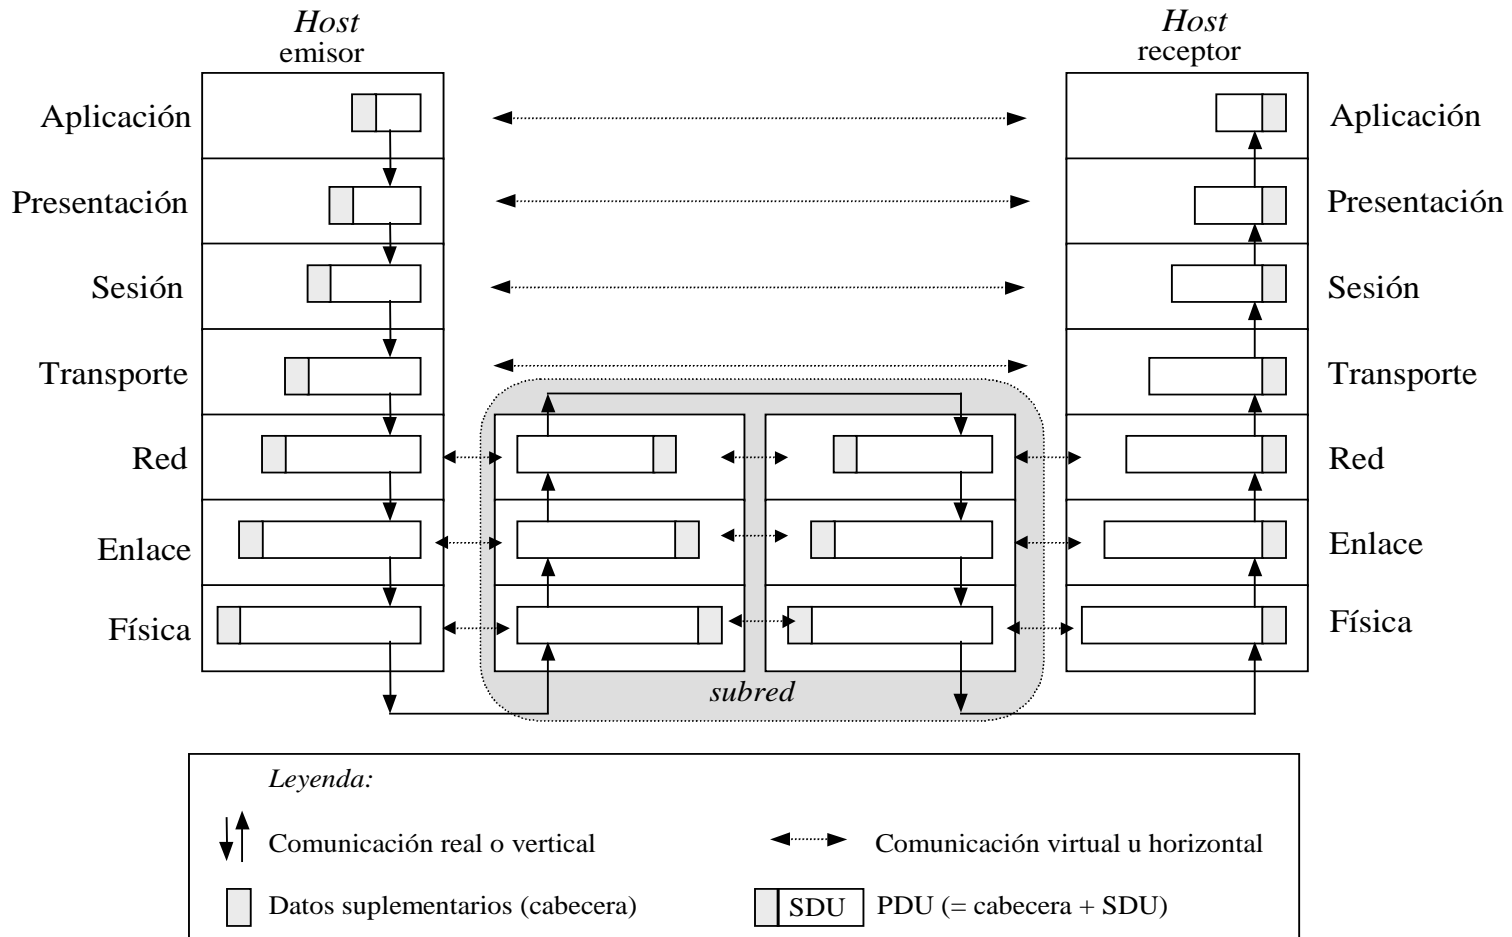 Host
emisor
Host
receptor
Aplicación
Aplicación
Presentación
Presentación
Sesión
Sesión
Transporte
Transporte
Red
Red
Enlace
Enlace
Física
Física
subred
Leyenda:
Comunicación real o vertical
Comunicación virtual u horizontal
Datos suplementarios (cabecera)
SDU
PDU (= cabecera + SDU)